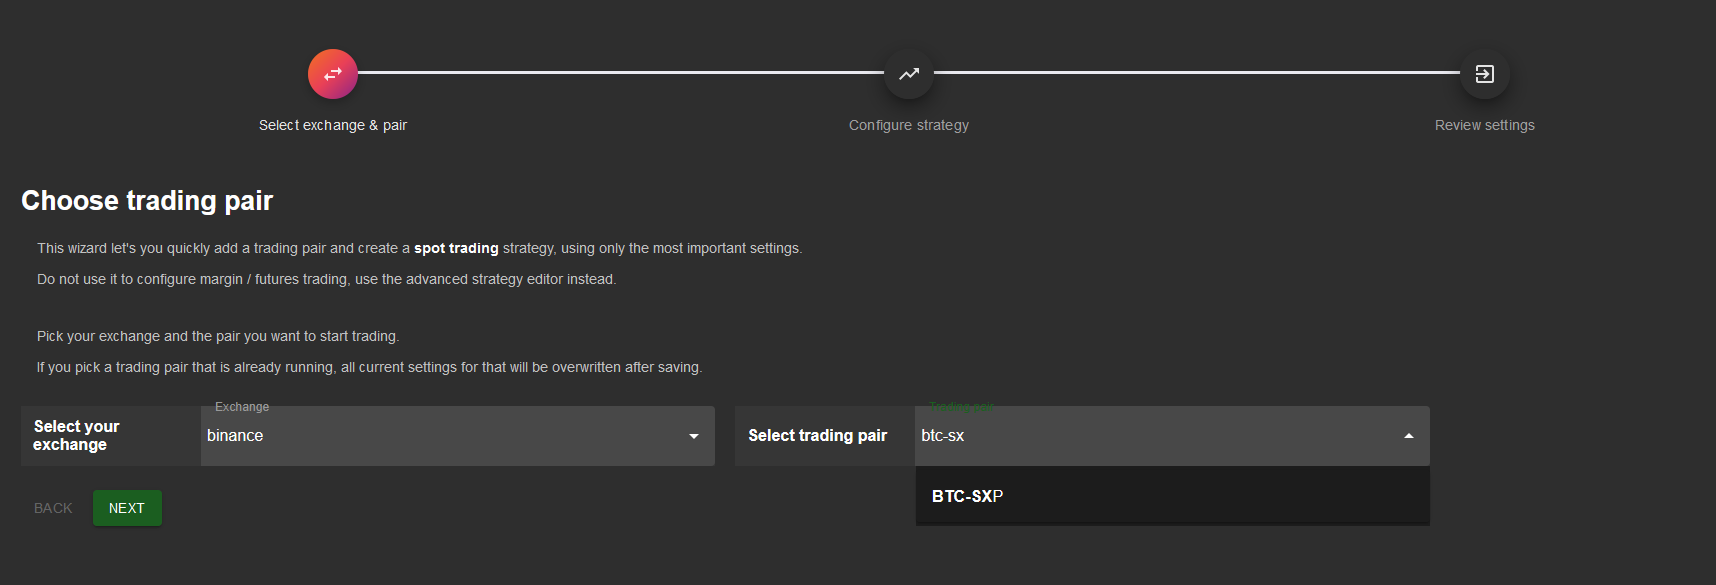 Select exchange & pair
Configure strategy
Review settings
Choose trading pair
This wizard let's you quickly add a trading pair and create a spot trading strategy, using only the most important settings.
Do not use it to configure margin / futures trading, use the advanced strategy editor instead.
Pick your exchange and the pair you want to start trading.
If you pick a trading pair that is already running, all current settings for that will be overwritten after saving.
Select your
exchange
Exchange
binance
Select trading pair
Trading pair
btc-sx
BTC-SXP
BACK
NEXT